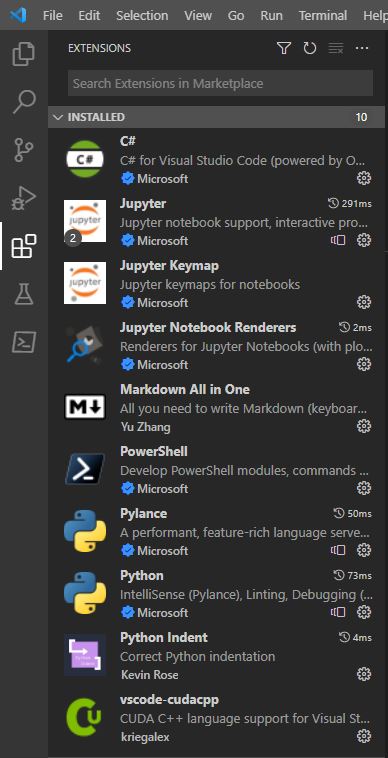 File Edit Selection View Go Run Terminal Help
EXTENSIONS
Search Extensions in Marketplace
INSTALLED 10
C#
C# for Visual Studio Code (powered by O...
Microsoft
Jupyter 291ms
Jupyter notebook support, interactive pro...
2
Microsoft
Jupyter Keymap
Jupyter keymaps for notebooks
Microsoft
Jupyter Notebook Renderers 2ms
Renderers for Jupyter Notebooks (with plo...
Microsoft
Markdown All in One
All you need to write Markdown (keyboar...
Yu Zhang
PowerShell
Develop PowerShell modules, commands ...
Microsoft
Pylance 50ms
A performant, feature-rich language serve...
Microsoft
Python 73ms
IntelliSense (Pylance), Linting, Debugging (...
Microsoft
Python Indent 4ms
Correct Python indentation
Kevin Rose
vscode-cudacpp
CUDA C++ language support for Visual St...
kriegalex